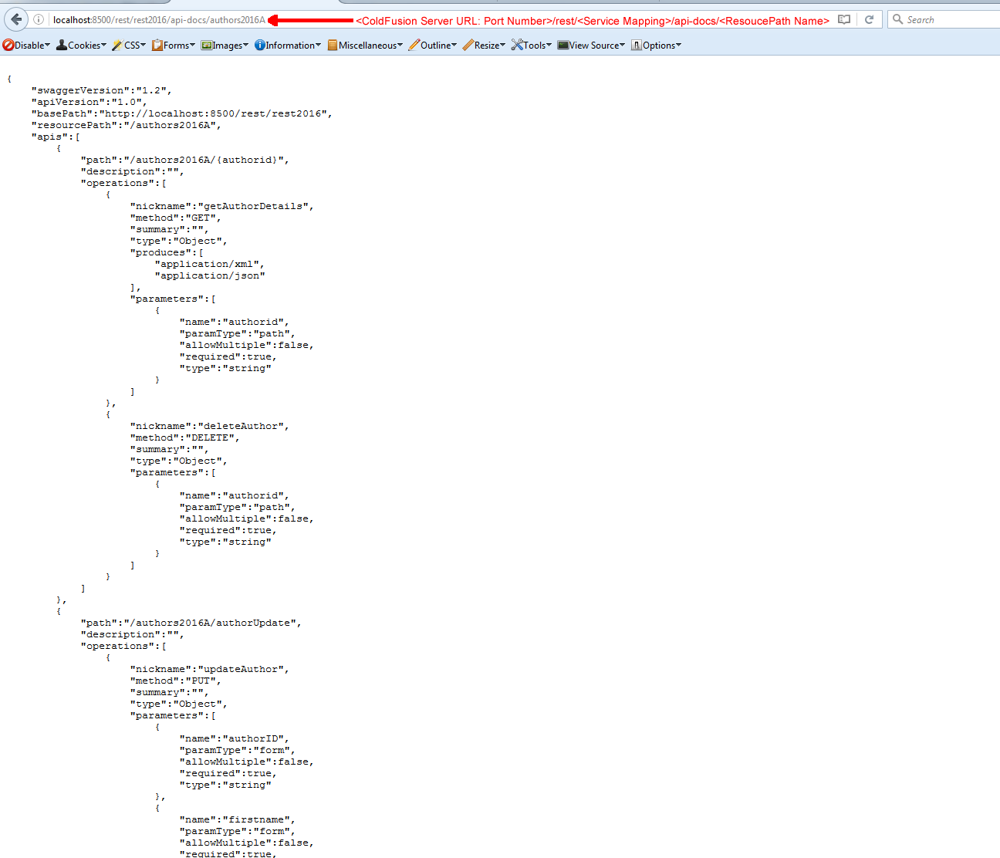 localhost:8500/rest/rest2016/api-docs/authors2016A <ColdFusion Server URL: Port Number>/rest/<Service Mapping>/api-docs/<ResoucePath Name> Search
Disable Cookies CSS Forms Images Information Miscellaneous Outline Resize Tools View Source Options
{
"swaggerVersion":"1.2",
"apiVersion":"1.0",
"basePath":"http://localhost:8500/rest/rest2016",
"resourcePath":"/authors2016A",
"apis":[
{
"path":"/authors2016A/{authorid}",
"description":"",
"operations":[
{
"nickname":"getAuthorDetails",
"method":"GET",
"summary":"",
"type":"Object",
"produces":[
"application/xml",
"application/json"
],
"parameters":[
{
"name":"authorid",
"paramType":"path",
"allowMultiple":false,
"required":true,
"type":"string"
}
]
},
{
"nickname":"deleteAuthor",
"method":"DELETE",
"summary":"",
"type":"Object",
"parameters":[
{
"name":"authorid",
"paramType":"path",
"allowMultiple":false,
"required":true,
"type":"string"
}
]
}
]
},
{
"path":"/authors2016A/authorUpdate",
"description":"",
"operations":[
{
"nickname":"updateAuthor",
"method":"PUT",
"summary":"",
"type":"Object",
"parameters":[
{
"name":"authorID",
"paramType":"form",
"allowMultiple":false,
"required":true,
"type":"string"
},
{
"name":"firstname",
"paramType":"form",
"allowMultiple":false,
"required":true,